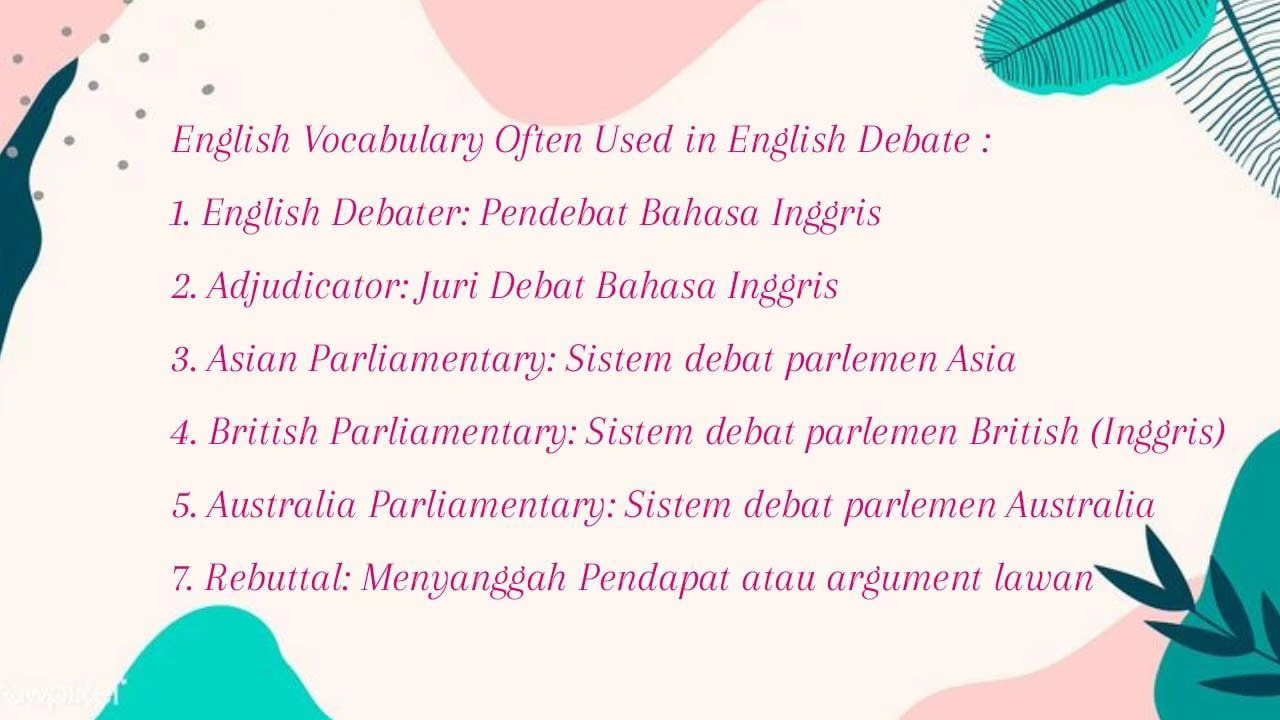 English Vocabulary Often Used in English Debate :
1. English Debater: Pendebat Bahasa Inggris
2. Adjudicator: Juri Debat Bahasa Inggris
3. Asian Parliamentary: Sistem debat parlemen Asia
4. British Parliamentary: Sistem debat parlemen British (Inggris)
5. Australia Parliamentary: Sistem debat parlemen Australia
7. Rebuttal: Menyanggah Pendapat atau argument lawan